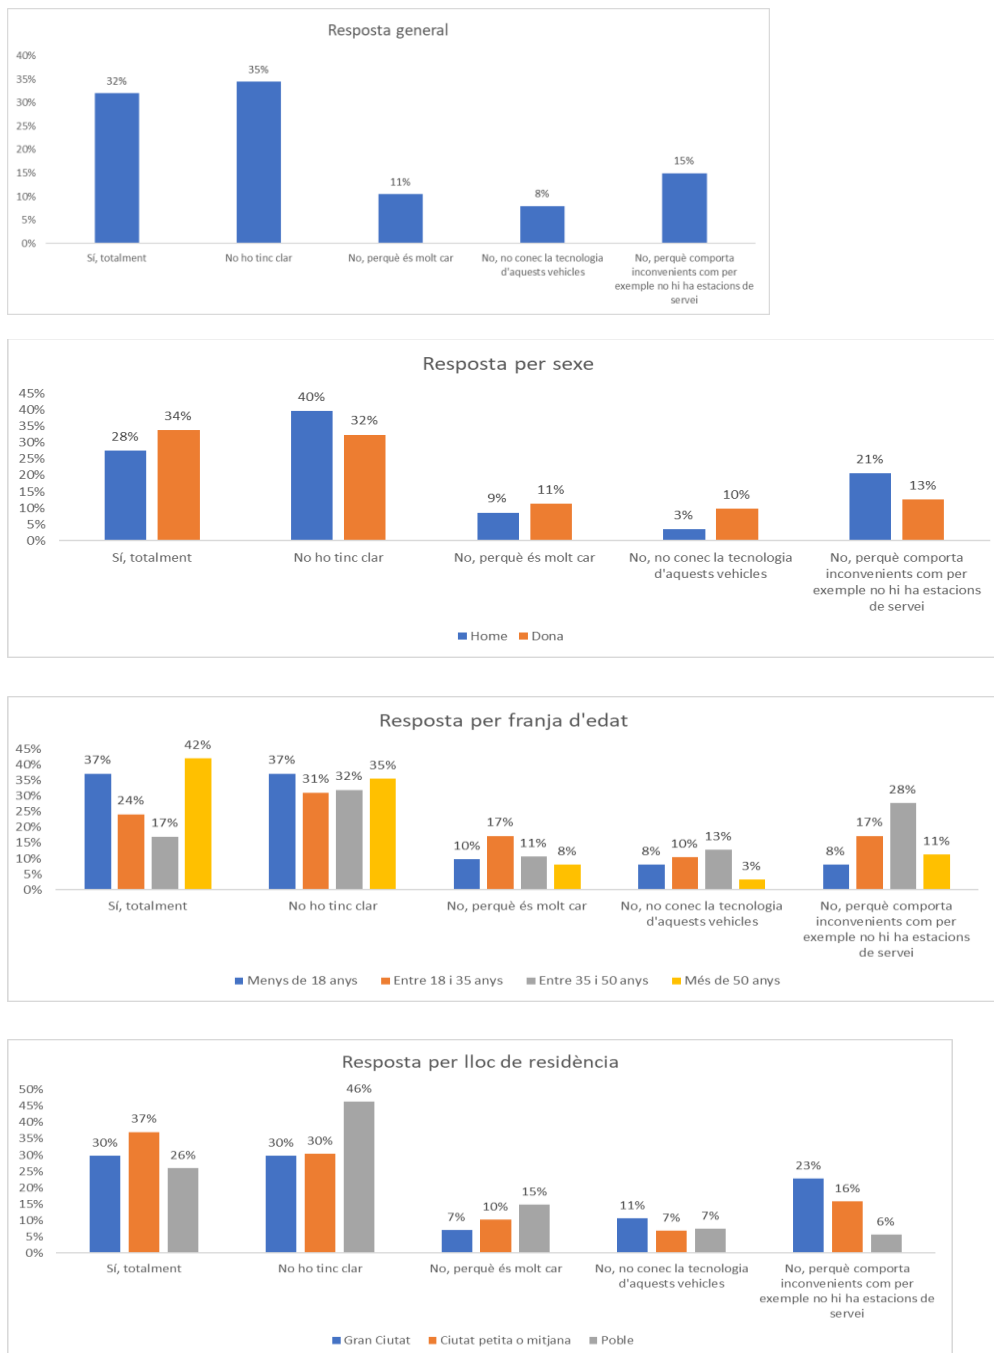 Resposta general
40%
35%
30%
25%
20%
15%
10%
5%
0%
32%
35%
11%
8%
15%
Sí, totalment
No ho tinc clar
No, perquè és molt car
No, no conec la tecnologia
d'aquests vehicles
No, perquè comporta
inconvenients com per
exemple no hi ha estacions de
servei
Resposta per sexe
45%
40%
35%
30%
25%
20%
15%
10%
5%
0%
28%
34%
40%
32%
9%
11%
3%
10%
21%
13%
Sí, totalment
No ho tinc clar
No, perquè és molt car
No, no conec la tecnologia
d'aquests vehicles
No, perquè comporta
inconvenients com per
exemple no hi ha estacions
de servei
Home
Dona
Resposta per franja d'edat
45%
40%
35%
30%
25%
20%
15%
10%
5%
0%
37%
24%
17%
42%
37%
31%
32%
35%
10%
17%
11%
8%
8%
10%
13%
3%
8%
17%
28%
11%
Sí, totalment
No ho tinc clar
No, perquè és molt car
No, no conec la tecnologia
d'aquests vehicles
No, perquè comporta
inconvenients com per
exemple no hi ha estacions
de servei
Menys de 18 anys
Entre 18 i 35 anys
Entre 35 i 50 anys
Més de 50 anys
Resposta per lloc de residència
50%
45%
40%
35%
30%
25%
20%
15%
10%
5%
0%
30%
37%
26%
30%
30%
46%
7%
10%
15%
11%
7%
7%
23%
16%
6%
Sí, totalment
No ho tinc clar
No, perquè és molt car
No, no conec la tecnologia
d'aquests vehicles
No, perquè comporta
inconvenients com per
exemple no hi ha estacions de
servei
Gran Ciutat
Ciutat petita o mitjana
Poble